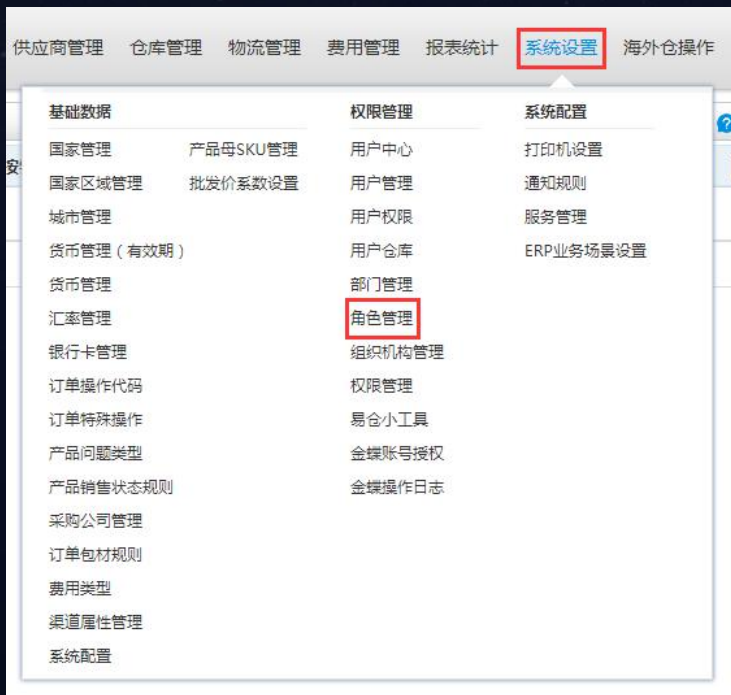 供应商管理 仓库管理 物流管理 费用管理 报表统计 系统设置 海外仓操作
基础数据 权限管理 系统配置
国家管理 产品母SKU管理 用户中心 打印机设置
国家区域管理 批发价系数设置 用户管理 通知规则
城市管理 用户权限 服务管理
货币管理(有效期) 用户仓库 ERP业务场景设置
货币管理 部门管理
汇率管理 角色管理
银行卡管理 组织机构管理
订单操作代码 权限管理
订单特殊操作 易仓小工具
产品问题类型 金蝶账号授权
产品销售状态规则 金蝶操作日志
采购公司管理
订单包材规则
费用类型
渠道属性管理
系统配置